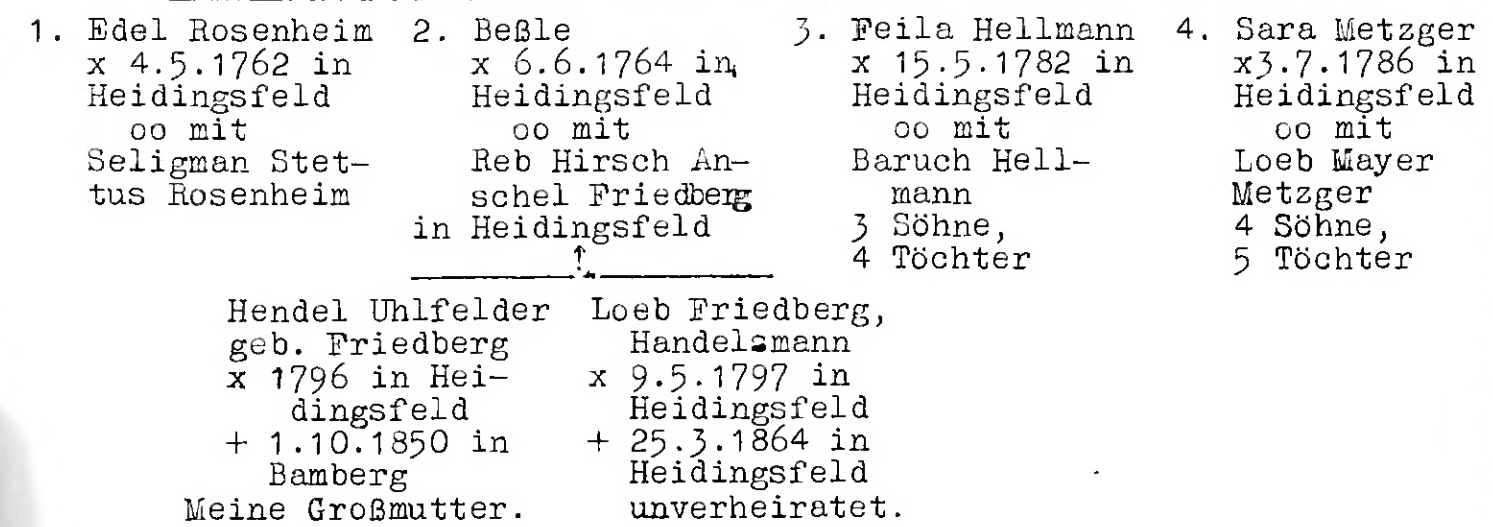 1. Edel Rosenheim
x 4.5.1762 in
Heidingsfeld
oo mit
Seligman Stet-
tus Rosenheim
2. Beßle
x 6.6.1764 in
Heidingsfeld
oo mit
Reb Hirsch An-
schel Friedberg
in Heidingsfeld
3. Feila Hellmann
x 15.5.1782 in
Heidingsfeld
oo mit
Baruch Hell-
mann
3 Söhne,
4 Töchter
4. Sara Metzger
x3.7.1786 in
Heidingsfeld
oo mit
Loeb Mayer
Metzger
4 Söhne,
5 Töchter
Hendel Uhlfelder
geb. Friedberg
x 1796 in Hei-
dingsfeld
+ 1.10.1850 in
Bamberg
Meine Großmutter.
Loeb Friedberg,
Handelsmann
x 9.5.1797 in
Heidingsfeld
+ 25.3.1864 in
Heidingsfeld
unverheiratet.